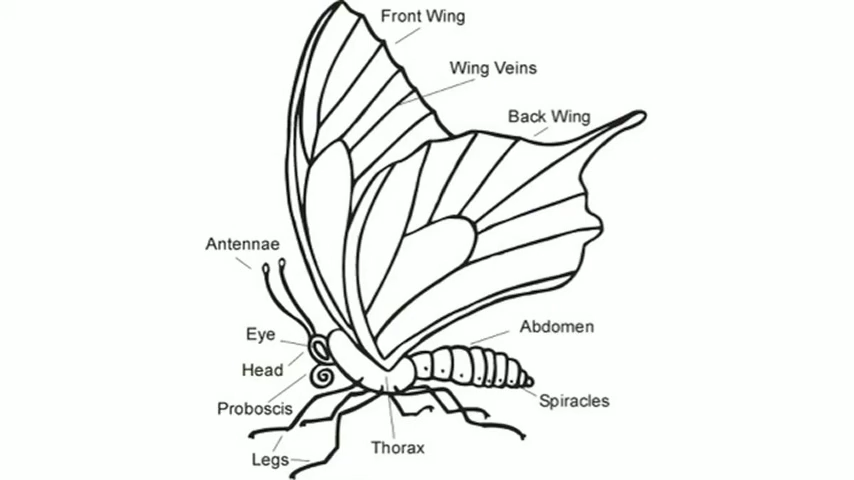 Front Wing
Wing Veins
Back Wing
Antennae
Eye
Abdomen
Head
Spiracles
Proboscis
Thorax
Legs